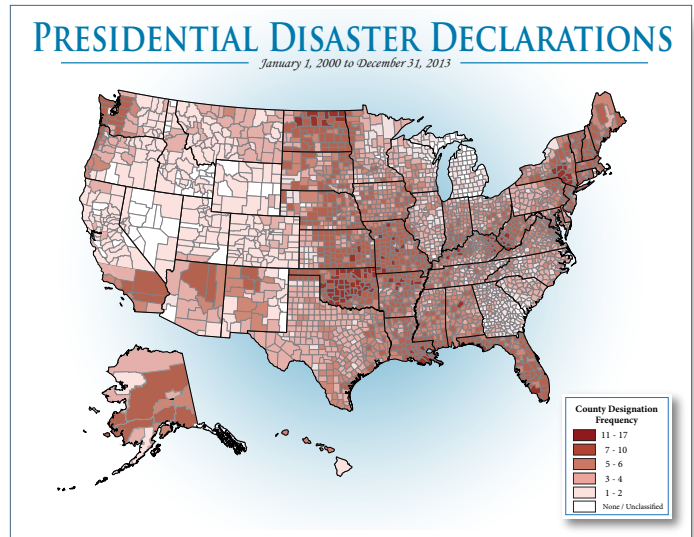 PRESIDENTIAL DISASTER DECLARATIONS
January 1, 2000 to December 31, 2013
County Designation
Frequency
11 - 17
7 - 10
5 - 6
3 - 4
1 - 2
None / Unclassified